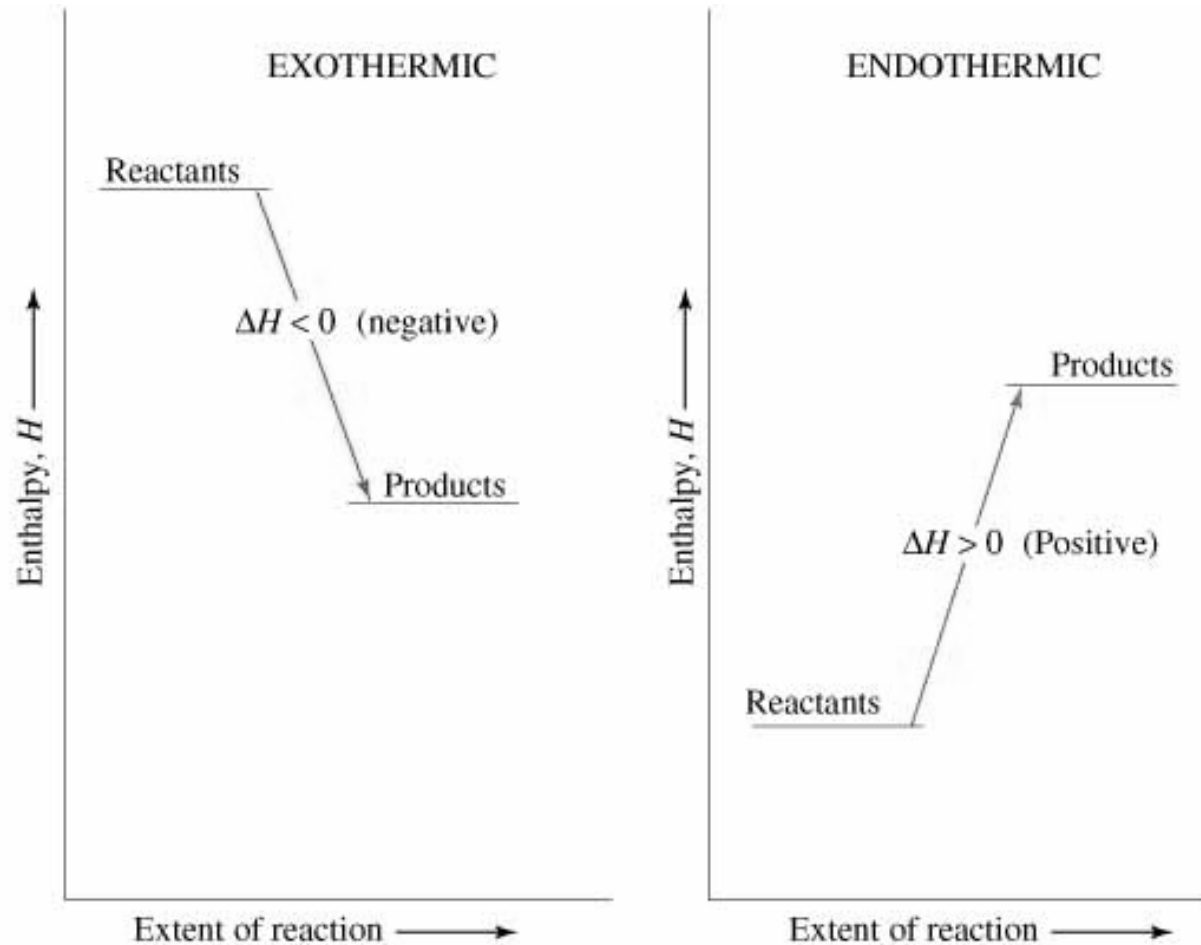 EXOTHERMIC
Reactants
ΔH < 0 (negative)
Products
Enthalpy, H
Extent of reaction
ENDOTHERMIC
Products
ΔH > 0 (Positive)
Reactants
Enthalpy, H
Extent of reaction